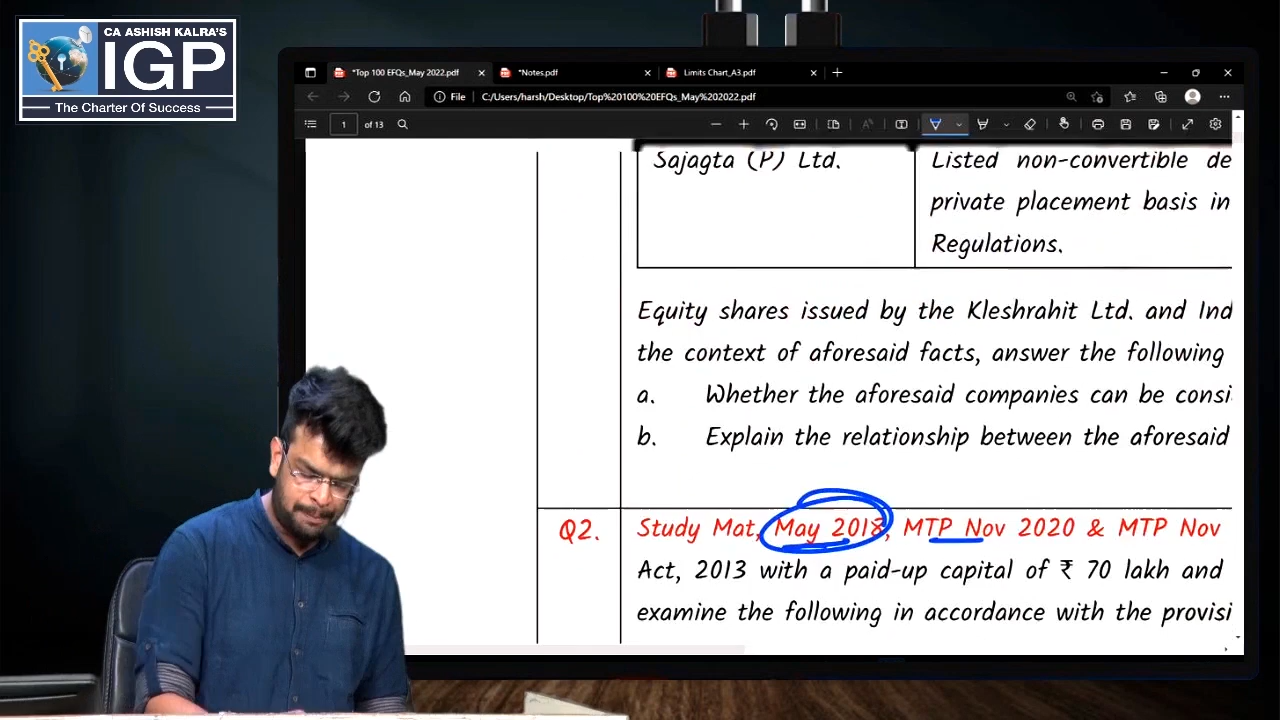 CA ASHISH KALRA'S
IGP
The Charter Of Success
*Top 100 EFQs_May 2022.pdf
*Notes.pdf
Limits Chart_A3.pdf
File
C:/Users/harsh/Desktop/Top%20100%20EFQs_May%202022.pdf
1 of 13
Sajagta (P) Ltd.
Listed non-convertible de
private placement basis in
Regulations.
Equity shares issued by the Kleshrahit Ltd. and Ind
the context of aforesaid facts, answer the following
a. Whether the aforesaid companies can be consi
b. Explain the relationship between the aforesaid
Q2. Study Mat, May 2018, MTP Nov 2020 & MTP Nov
Act, 2013 with a paid-up capital of ₹ 70 lakh and
examine the following in accordance with the provisi